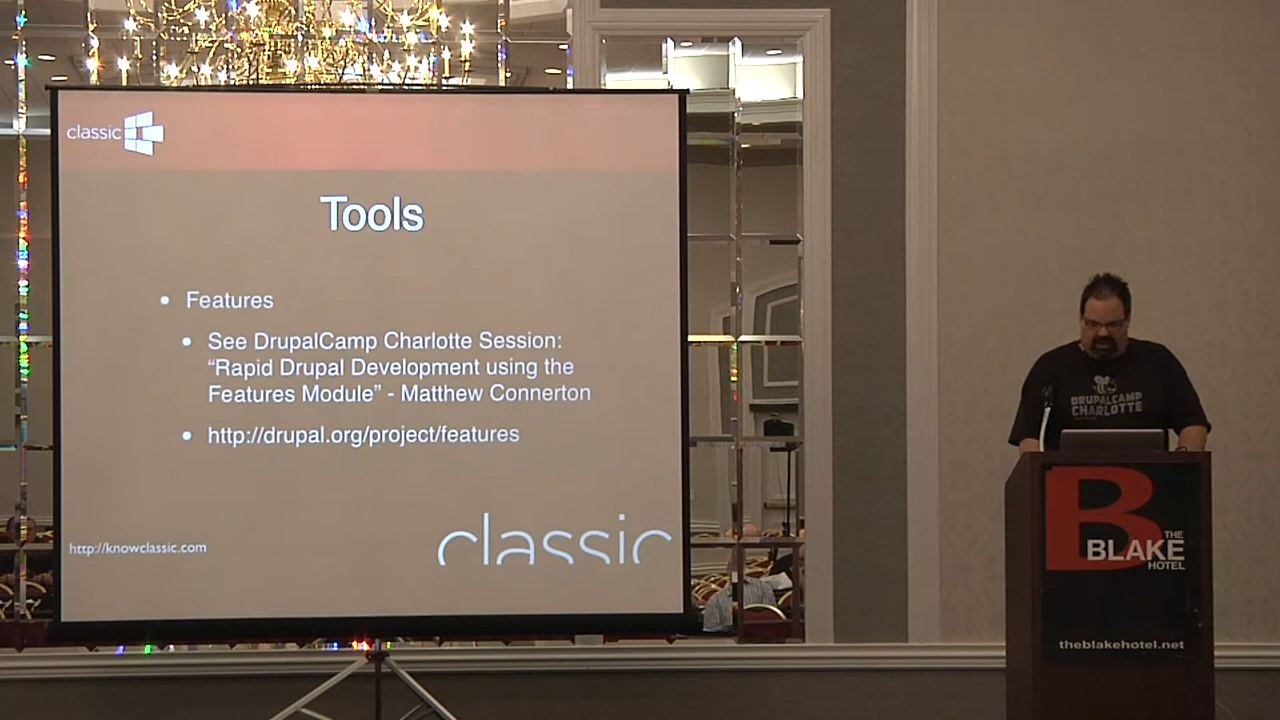 classic
Tools
• Features
• See DrupalCamp Charlotte Session:
“Rapid Drupal Development using the
Features Module” - Matthew Connerton
• http://drupal.org/project/features
http://knowclassic.com
classic
DRUPALCAMP
CHARLOTTE
B
THE
BLAKE
HOTEL
theblakehotel.net